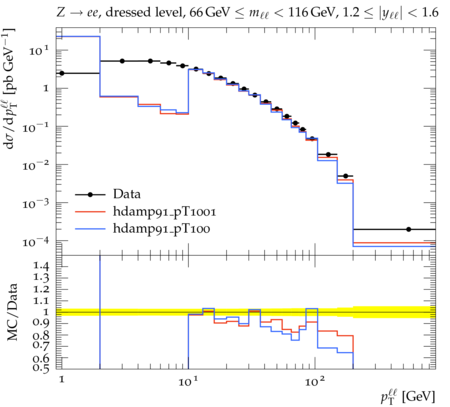 Z → ee, dressed level, 66 GeV ≤ mℓℓ < 116 GeV, 1.2 ≤ |yℓℓ| < 1.6
dσ/dpTℓℓ [pb GeV⁻¹]
10¹
1
10⁻¹
10⁻²
10⁻³
10⁻⁴
Data
hdamp91_pT1001
hdamp91_pT100
MC/Data
1.4
1.3
1.2
1.1
1
0.9
0.8
0.7
0.6
0.5
1 10¹ 10²
pTℓℓ [GeV]